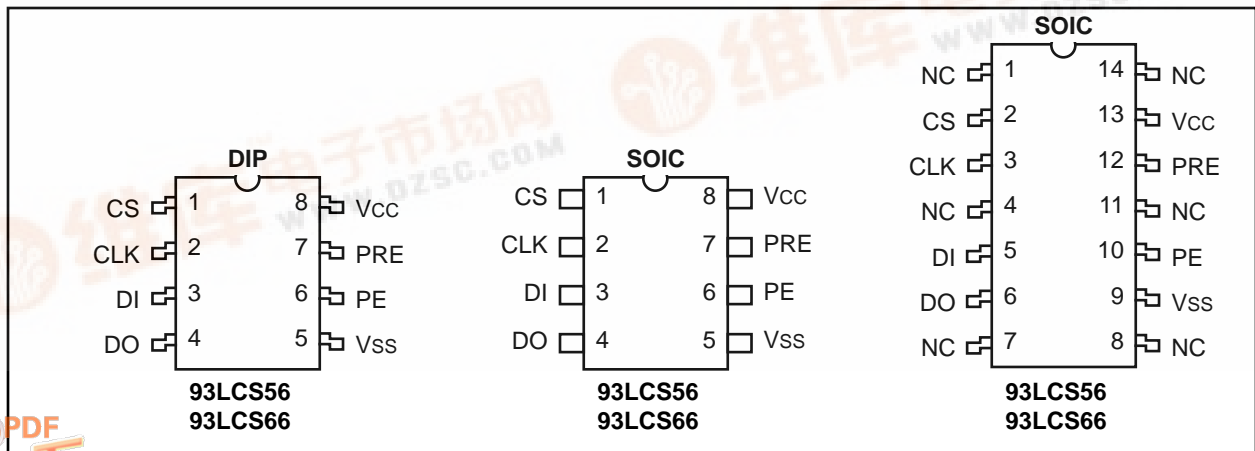 DIP
CS 1 8 VCC
CLK 2 7 PRE
DI 3 6 PE
DO 4 5 VSS
93LCS56
93LCS66
SOIC
CS 1 8 VCC
CLK 2 7 PRE
DI 3 6 PE
DO 4 5 VSS
93LCS56
93LCS66
SOIC
NC 1 14 NC
CS 2 13 VCC
CLK 3 12 PRE
NC 4 11 NC
DI 5 10 PE
DO 6 9 VSS
NC 7 8 NC
93LCS56
93LCS66
维库电子市场网
WWW.DZSC.COM
维库
WWW.DZSC
PDF